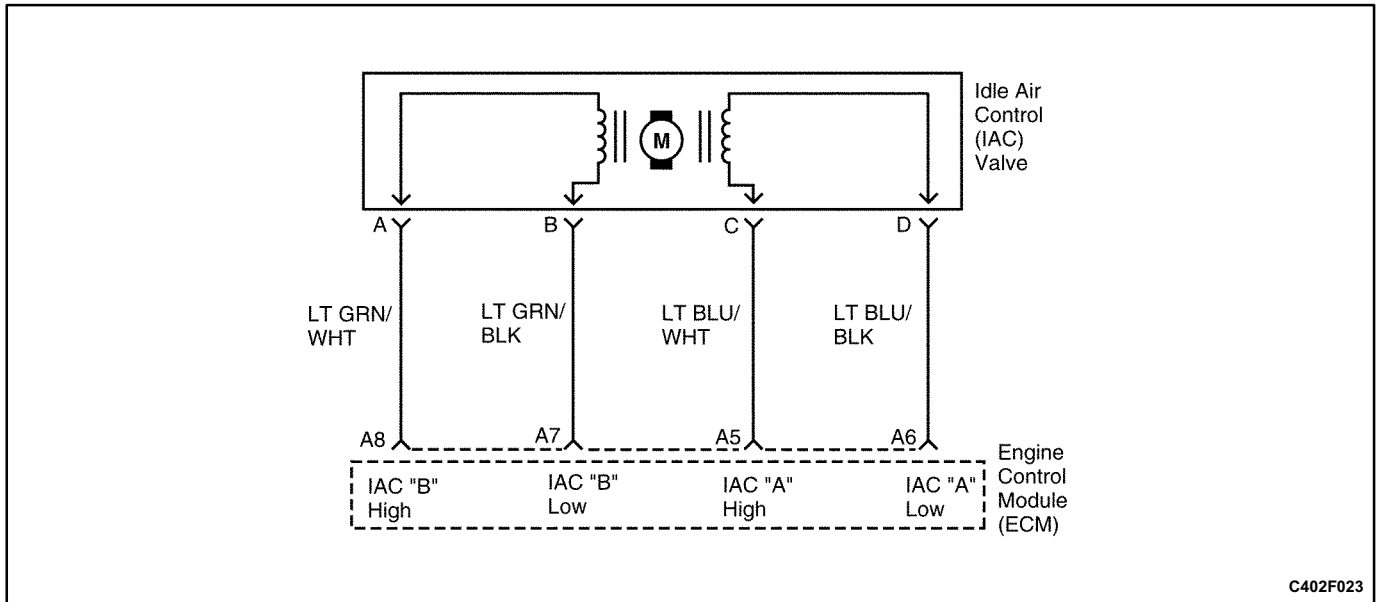 Idle Air
Control
(IAC)
Valve
M
A
B
C
D
LT GRN/
WHT
LT GRN/
BLK
LT BLU/
WHT
LT BLU/
BLK
A8
A7
A5
A6
Engine
Control
Module
(ECM)
IAC "B"
High
IAC "B"
Low
IAC "A"
High
IAC "A"
Low
C402F023